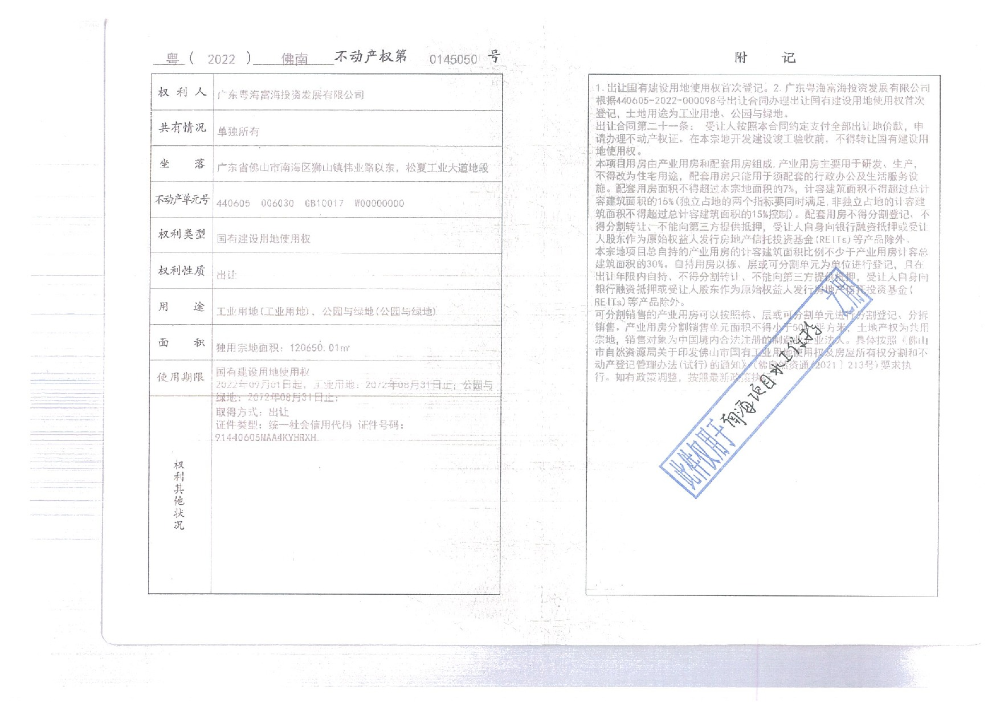 粤 ( 2022 ) 佛南 不动产权第 0145050 号
权利人 广东粤海富海投资发展有限公司
共有情况 单独所有
坐落 广东省佛山市南海区狮山镇伟业路以东，松夏工业大道地段
不动产单元号 440605 006030 GB10017 W00000000
权利类型 国有建设用地使用权
权利性质 出让
用途 工业用地(工业用地)、公园与绿地(公园与绿地)
面积 独用宗地面积：120650.01㎡
使用期限 国有建设用地使用权
2022年09月01日起，工业用地：2072年08月31日止；公园与
绿地：2072年08月31日止；
权利其他状况
取得方式：出让
证件类型：统一社会信用代码 证件号码：
91440605MAA4KYHRXH
附 记
1.出让国有建设用地使用权首次登记。2.广东粤海富海投资发展有限公司
根据440605-2022-000098号出让合同办理出让国有建设用地使用权首次
登记，土地用途为工业用地、公园与绿地。
出让合同第二十一条： 受让人按照本合同约定支付全部出让地价款，申
请办理不动产权证。在本宗地开发建设竣工验收前，不得转让国有建设用
地使用权。
本项目用房由产业用房和配套用房组成,产业用房主要用于研发、生产，
不得改为住宅用途，配套用房只能用于须配套的行政办公及生活服务设
施。配套用房面积不得超过本宗地面积的7%，计容建筑面积不得超过总计
容建筑面积的15%(独立占地的两个指标要同时满足,非独立占地的计容建
筑面积不得超过总计容建筑面积的15%控制)。配套用房不得分割登记、不
得分割转让、不能向第三方提供抵押，受让人自身向银行融资抵押或受让
人股东作为原始权益人发行房地产信托投资基金(REITs)等产品除外。
本宗地项目总自持的产业用房的计容建筑面积比例不少于产业用房计容总
建筑面积的30%。自持用房以栋、层或可分割单元为单位进行登记，且在
出让年限内自持、不得分割转让、不能向第三方提供抵押，受让人自身向
银行融资抵押或受让人股东作为原始权益人发行房地产信托投资基金(
REITs)等产品除外。
可分割销售的产业用房可以按照栋、层或可分割单元进行分割登记、分拆
销售，产业用房分割销售单元面积不得小于500平方米，土地产权为共用
宗地，销售对象为中国境内合法注册的制造业企业法人。具体按照《佛山
市自然资源局关于印发佛山市国有工业用地使用权及房屋所有权分割和不
动产登记管理办法(试行)的通知》(佛自然资通〔2021〕213号)要求执
行。如有政策调整，按照最新政策执行。
此件仅用于 项目水工保持 之用